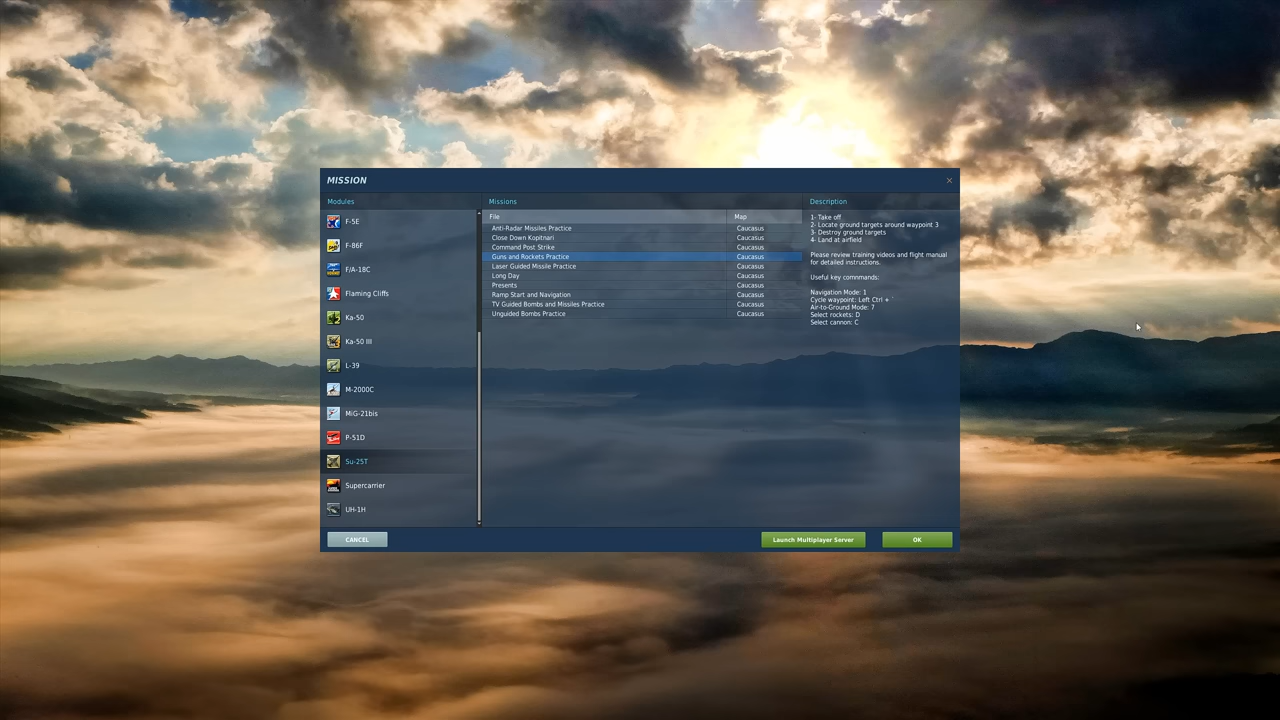 MISSION
Modules
F-5E
F-86F
F/A-18C
Flaming Cliffs
Ka-50
Ka-50 III
L-39
M-2000C
MiG-21bis
P-51D
Su-25T
Supercarrier
UH-1H
Missions
File Map
Anti-Radar Missiles Practice Caucasus
Close Down Kopitnari Caucasus
Command Post Strike Caucasus
Guns and Rockets Practice Caucasus
Laser Guided Missile Practice Caucasus
Long Day Caucasus
Presents Caucasus
Ramp Start and Navigation Caucasus
TV Guided Bombs and Missiles Practice Caucasus
Unguided Bombs Practice Caucasus
Description
1- Take off
2- Locate ground targets around waypoint 3
3- Destroy ground targets
4- Land at airfield
Please review training videos and flight manual
for detailed instructions.
Useful key comnmands:
Navigation Mode: 1
Cycle waypoint: Left Ctrl + `
Air-to-Ground Mode: 7
Select rockets: D
Select cannon: C
CANCEL
Launch Multiplayer Server
OK